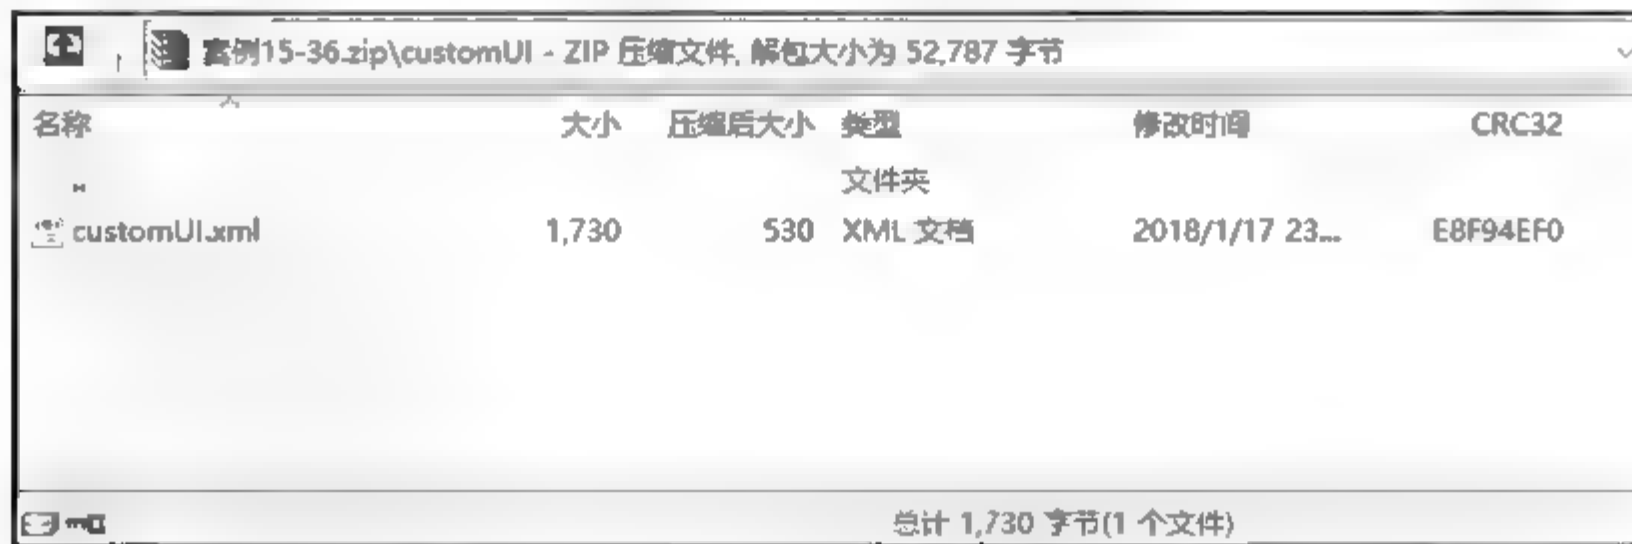 案例15-36.zip\customUI - ZIP 压缩文件, 解包大小为 52,787 字节
名称 大小 压缩后大小 类型 修改时间 CRC32
.. 文件夹
customUI.xml 1,730 530 XML 文档 2018/1/17 23... E8F94EF0
总计 1,730 字节(1 个文件)